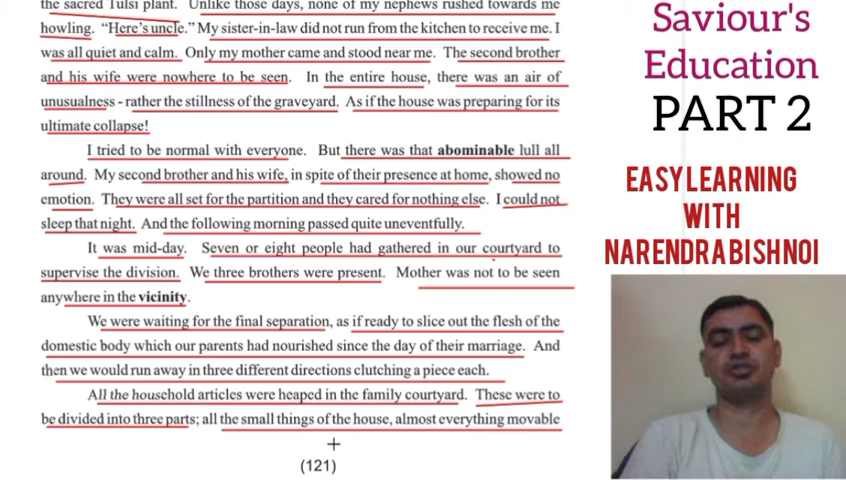 the sacred Tulsi plant. Unlike those days, none of my nephews rushed towards me
howling. “Here’s uncle.” My sister-in-law did not run from the kitchen to receive me. I
was all quiet and calm. Only my mother came and stood near me. The second brother
and his wife were nowhere to be seen. In the entire house, there was an air of
unusualness - rather the stillness of the graveyard. As if the house was preparing for its
ultimate collapse!
I tried to be normal with everyone. But there was that abominable lull all
around. My second brother and his wife, in spite of their presence at home, showed no
emotion. They were all set for the partition and they cared for nothing else. I could not
sleep that night. And the following morning passed quite uneventfully.
It was mid-day. Seven or eight people had gathered in our courtyard to
supervise the division. We three brothers were present. Mother was not to be seen
anywhere in the vicinity.
We were waiting for the final separation, as if ready to slice out the flesh of the
domestic body which our parents had nourished since the day of their marriage. And
then we would run away in three different directions clutching a piece each.
All the household articles were heaped in the family courtyard. These were to
be divided into three parts; all the small things of the house, almost everything movable
(121)
Saviour's
Education
PART 2
EASY LEARNING
WITH
NARENDRA BISHNOI